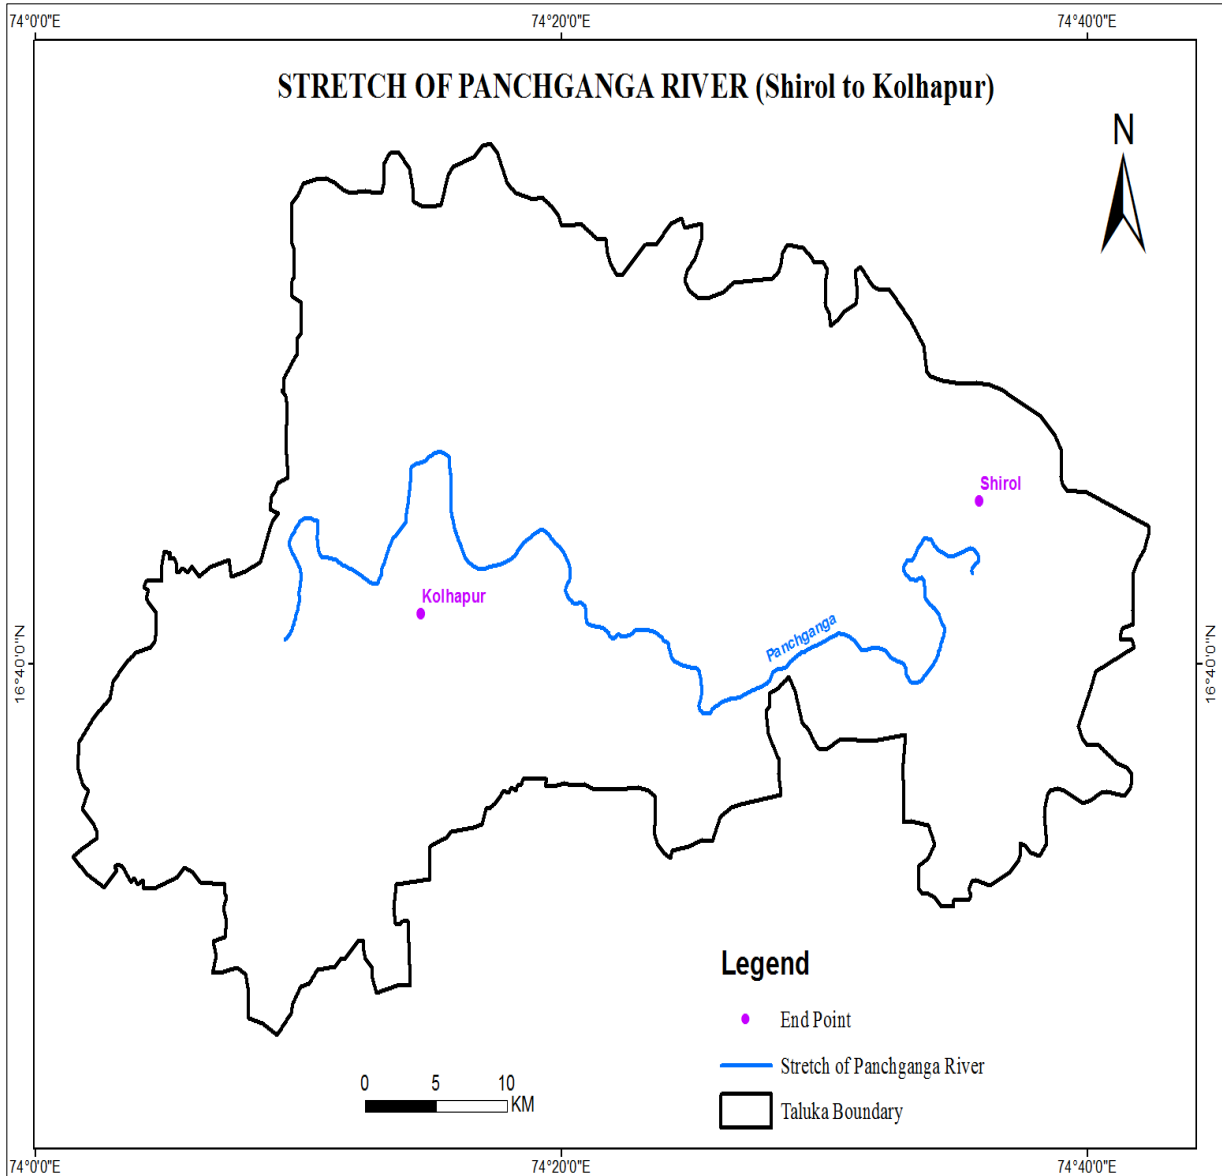 74°0'0"E 74°20'0"E 74°40'0"E
STRETCH OF PANCHGANGA RIVER (Shirol to Kolhapur)
N
Shirol
Kolhapur
Panchganga
16°40'0"N 16°40'0"N
Legend
End Point
Stretch of Panchganga River
Taluka Boundary
0 5 10
KM
74°0'0"E 74°20'0"E 74°40'0"E